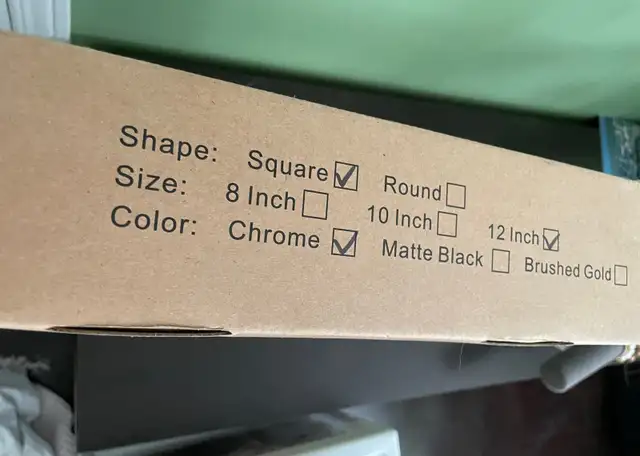 Shape: Square ☑ Round ☐
Size: 8 Inch ☐ 10 Inch ☐ 12 Inch ☑
Color: Chrome ☑ Matte Black ☐ Brushed Gold ☐